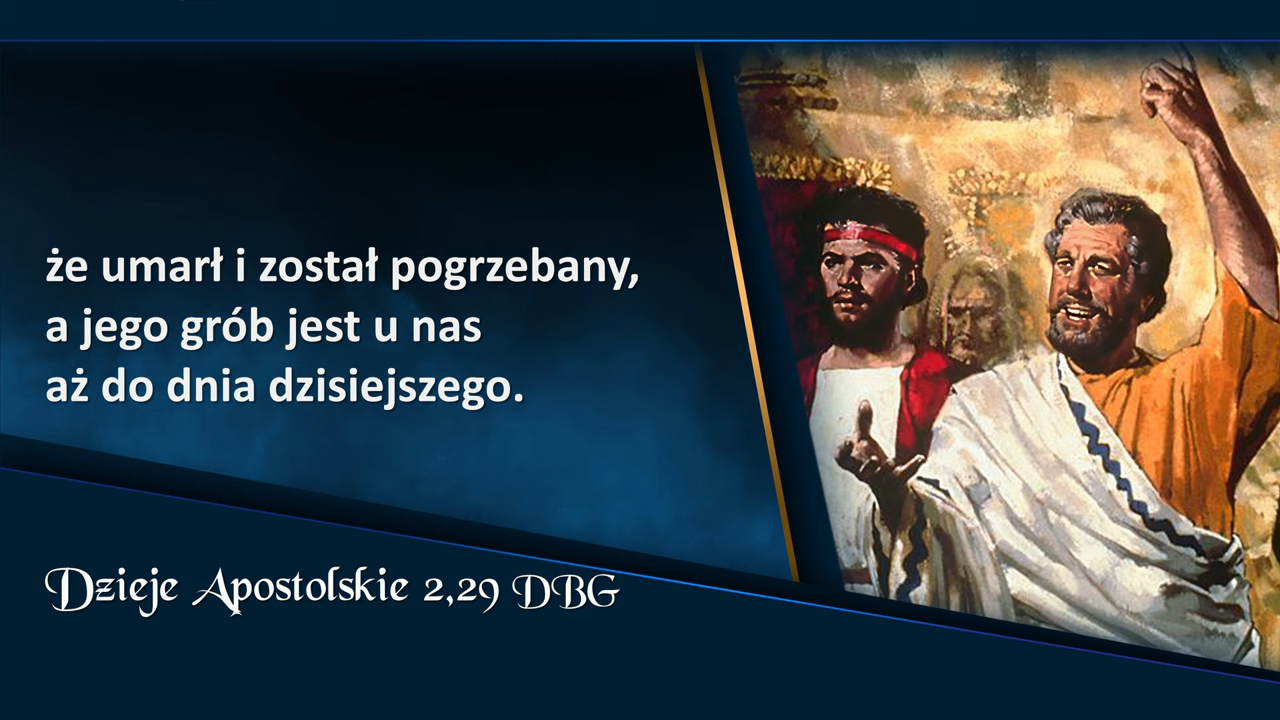 że umarł i został pogrzebany,
a jego grób jest u nas
aż do dnia dzisiejszego.
Dzieje Apostolskie 2,29 DBG